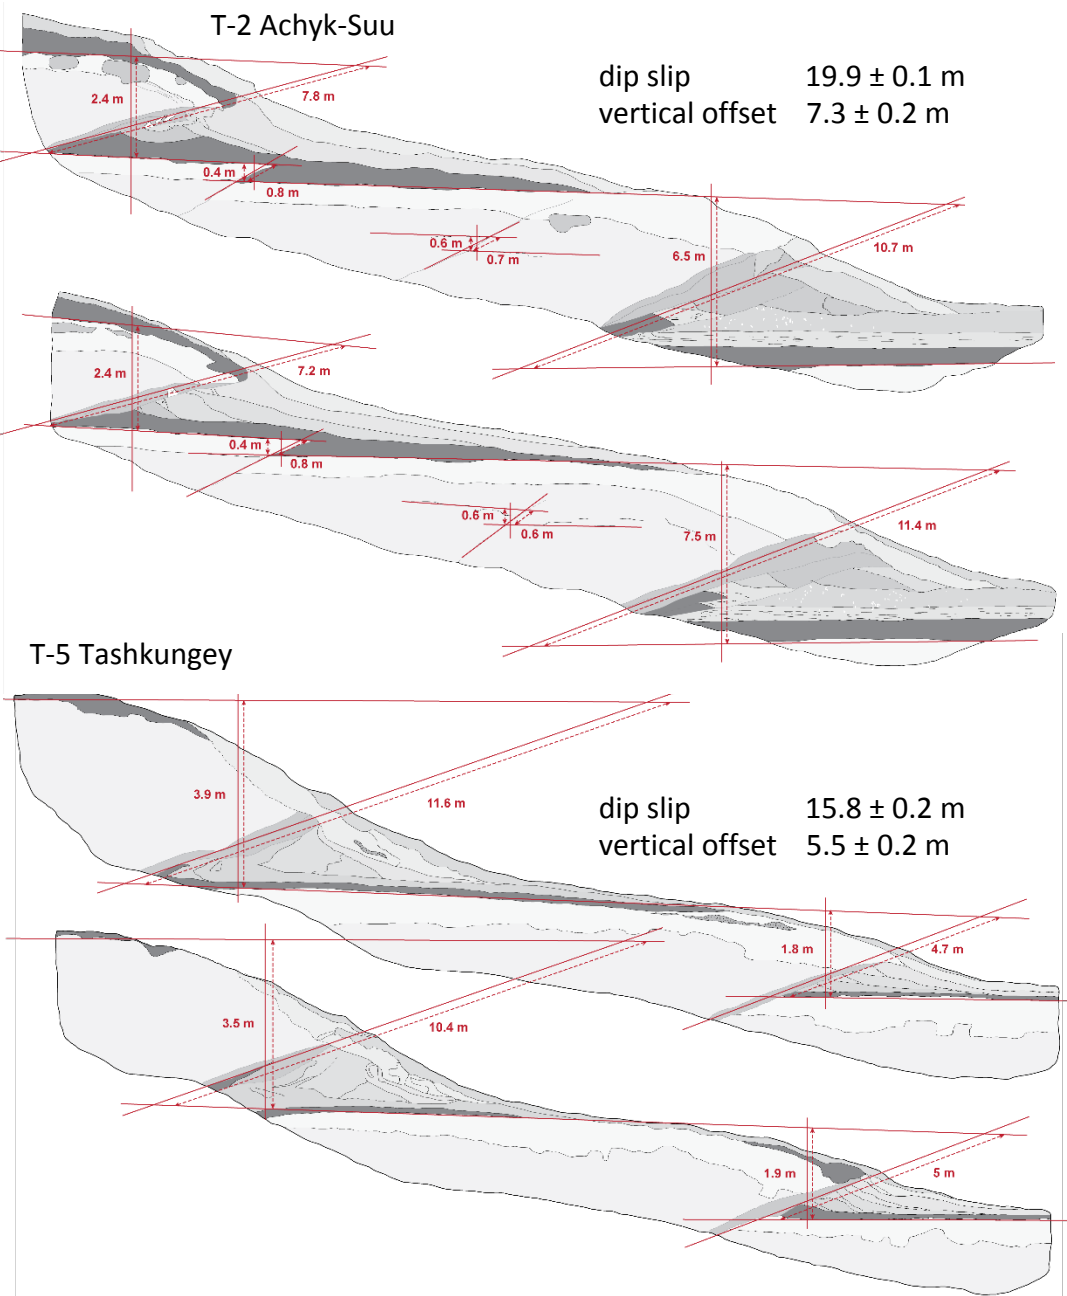 T-2 Achyk-Suu
dip slip 19.9 ± 0.1 m
vertical offset 7.3 ± 0.2 m
2.4 m
7.8 m
0.4 m
0.8 m
0.6 m
0.7 m
6.5 m
10.7 m
2.4 m
7.2 m
0.4 m
0.8 m
0.6 m
0.6 m
7.5 m
11.4 m
T-5 Tashkungey
dip slip 15.8 ± 0.2 m
vertical offset 5.5 ± 0.2 m
3.9 m
11.6 m
1.8 m
4.7 m
3.5 m
10.4 m
1.9 m
5 m